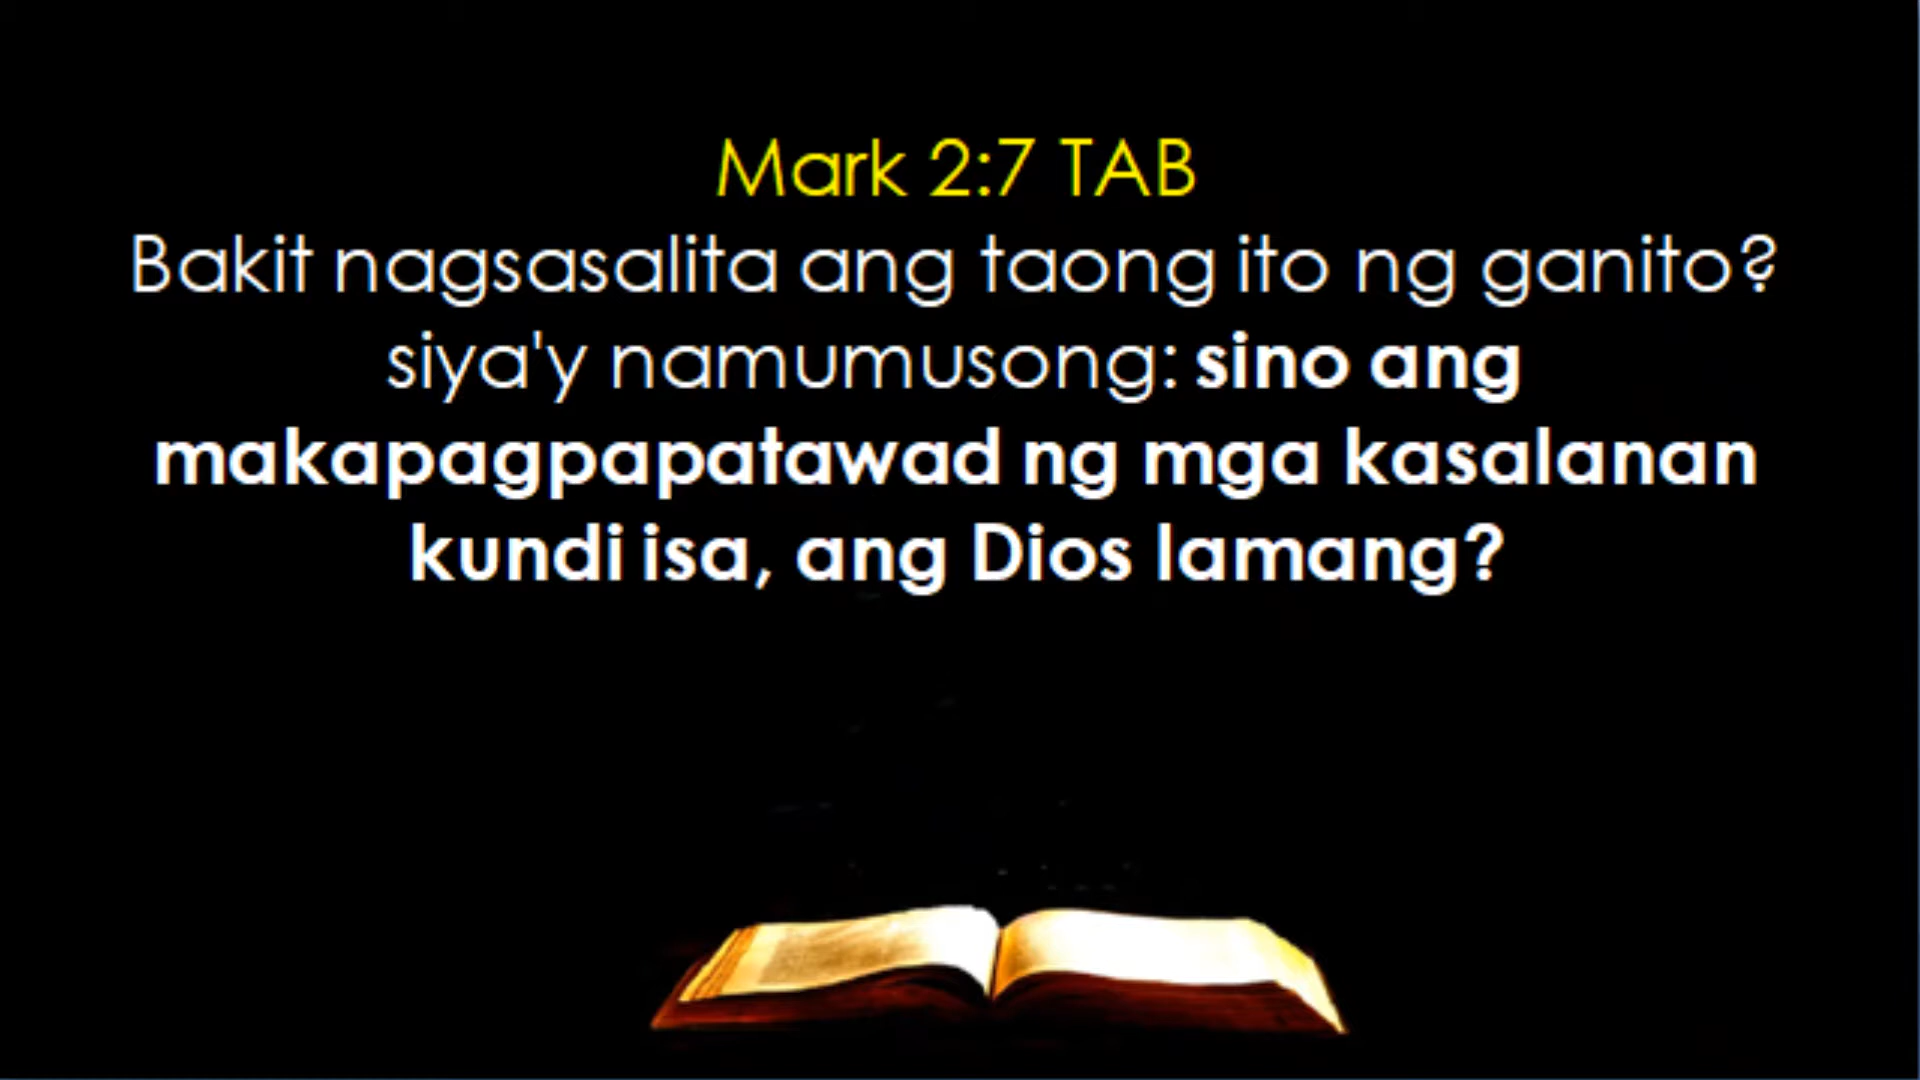 Mark 2:7 TAB
Bakit nagsasalita ang taong ito ng ganito?
siya'y namumusong: sino ang
makapagpapatawad ng mga kasalanan
kundi isa, ang Dios lamang?